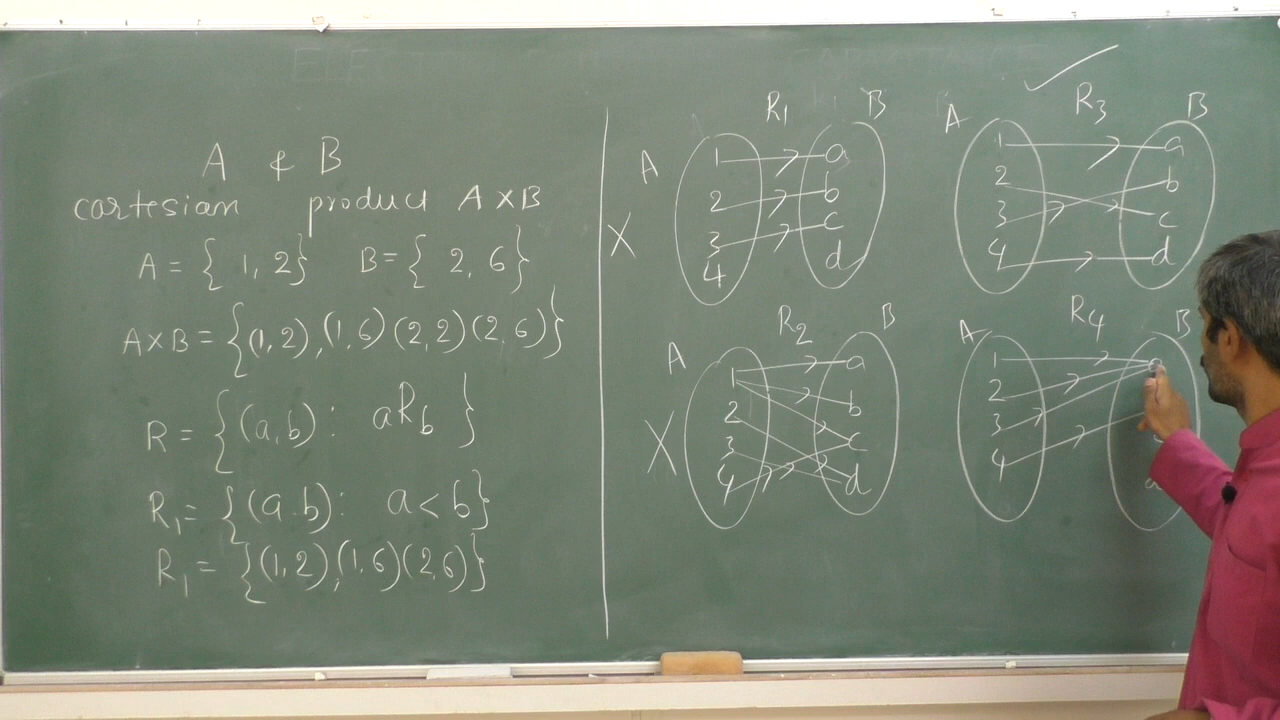 A & B
cartesian product A×B
A = { 1, 2 } B = { 2, 6 }
A×B = {(1, 2), (1, 6) (2, 2) (2, 6)}
R = {(a, b) : aRb }
R₁ = {(a.b) : a < b}
R₁ = {(1, 2), (1, 6) (2, 6)}
R₁ B
A 1 a
2 b
X 3 c
4 d
R₂ B
A 1 a
2 b
X 3 c
4 d
✓
A R₃ B
1 a
2 b
3 c
4 d
A R₄ B
1
2
3
4